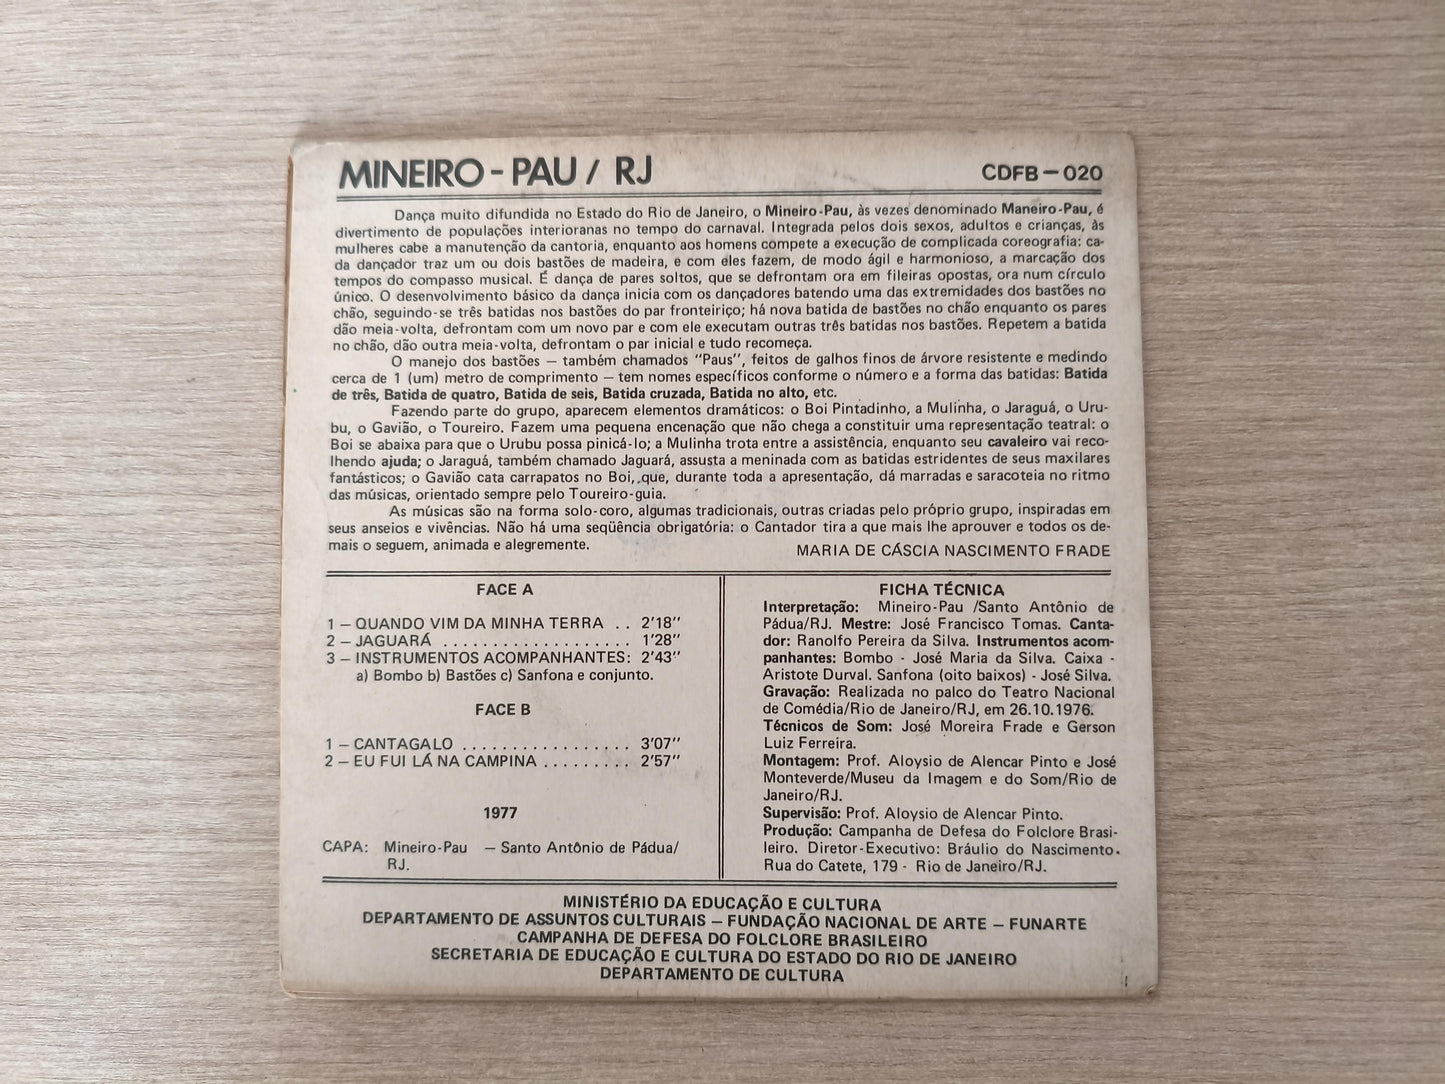 MINEIRO - PAU / RJ
CDFB — 020
Dança muito difundida no Estado do Rio de Janeiro, o Mineiro-Pau, às vezes denominado Maneiro-Pau, é
divertimento de populações interioranas no tempo do carnaval. Integrada pelos dois sexos, adultos e crianças, às
mulheres cabe a manutenção da cantoria, enquanto aos homens compete a execução de complicada coreografia: ca-
da dançador traz um ou dois bastões de madeira, e com eles fazem, de modo ágil e harmonioso, a marcação dos
tempos do compasso musical. É dança de pares soltos, que se defrontam ora em fileiras opostas, ora num círculo
único. O desenvolvimento básico da dança inicia com os dançadores batendo uma das extremidades dos bastões no
chão, seguindo-se três batidas nos bastões do par fronteiriço; há nova batida de bastões no chão enquanto os pares
dão meia-volta, defrontam com um novo par e com ele executam outras três batidas nos bastões. Repetem a batida
no chão, dão outra meia-volta, defrontam o par inicial e tudo recomeça.
O manejo dos bastões — também chamados "Paus", feitos de galhos finos de árvore resistente e medindo
cerca de 1 (um) metro de comprimento — tem nomes específicos conforme o número e a forma das batidas: Batida
de três, Batida de quatro, Batida de seis, Batida cruzada, Batida no alto, etc.
Fazendo parte do grupo, aparecem elementos dramáticos: o Boi Pintadinho, a Mulinha, o Jaraguá, o Uru-
bu, o Gavião, o Toureiro. Fazem uma pequena encenação que não chega a constituir uma representação teatral: o
Boi se abaixa para que o Urubu possa pinicá-lo; a Mulinha trota entre a assistência, enquanto seu cavaleiro vai reco-
lhendo ajuda; o Jaraguá, também chamado Jaguará, assusta a meninada com as batidas estridentes de seus maxilares
fantásticos; o Gavião cata carrapatos no Boi, que, durante toda a apresentação, dá marradas e saracoteia no ritmo
das músicas, orientado sempre pelo Toureiro-guia.
As músicas são na forma solo-coro, algumas tradicionais, outras criadas pelo próprio grupo, inspiradas em
seus anseios e vivências. Não há uma seqüência obrigatória: o Cantador tira a que mais lhe aprouver e todos os de-
mais o seguem, animada e alegremente.
MARIA DE CÁSCIA NASCIMENTO FRADE
FACE A
1 — QUANDO VIM DA MINHA TERRA . . 2'18''
2 — JAGUARÁ . . . . . . . . . . . . . . . . . . . 1'28''
3 — INSTRUMENTOS ACOMPANHANTES: 2'43''
a) Bombo b) Bastões c) Sanfona e conjunto.
FACE B
1 — CANTAGALO . . . . . . . . . . . . . . . . . 3'07''
2 — EU FUI LÁ NA CAMPINA . . . . . . . . . 2'57''
1977
CAPA: Mineiro-Pau — Santo Antônio de Pádua/
RJ.
FICHA TÉCNICA
Interpretação: Mineiro-Pau /Santo Antônio de
Pádua/RJ. Mestre: José Francisco Tomas. Canta-
dor: Ranolfo Pereira da Silva. Instrumentos acom-
panhantes: Bombo - José Maria da Silva. Caixa -
Aristote Durval. Sanfona (oito baixos) - José Silva.
Gravação: Realizada no palco do Teatro Nacional
de Comédia/Rio de Janeiro/RJ, em 26.10.1976.
Técnicos de Som: José Moreira Frade e Gerson
Luiz Ferreira.
Montagem: Prof. Aloysio de Alencar Pinto e José
Monteverde/Museu da Imagem e do Som/Rio de
Janeiro/RJ.
Supervisão: Prof. Aloysio de Alencar Pinto.
Produção: Campanha de Defesa do Folclore Brasi-
leiro. Diretor-Executivo: Bráulio do Nascimento.
Rua do Catete, 179 - Rio de Janeiro/RJ.
MINISTÉRIO DA EDUCAÇÃO E CULTURA
DEPARTAMENTO DE ASSUNTOS CULTURAIS — FUNDAÇÃO NACIONAL DE ARTE — FUNARTE
CAMPANHA DE DEFESA DO FOLCLORE BRASILEIRO
SECRETARIA DE EDUCAÇÃO E CULTURA DO ESTADO DO RIO DE JANEIRO
DEPARTAMENTO DE CULTURA